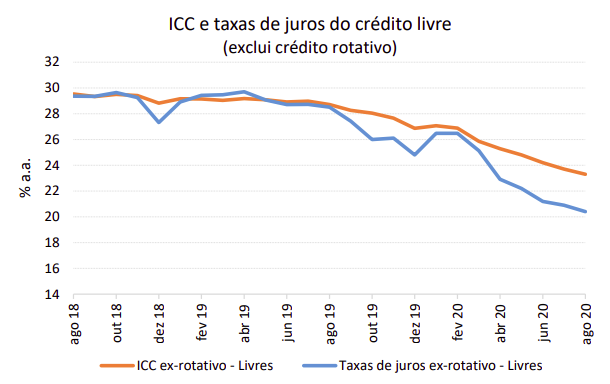 ICC e taxas de juros do crédito livre
(exclui crédito rotativo)
% a.a.
32
30
28
26
24
22
20
18
16
14
ago 18
out 18
dez 18
fev 19
abr 19
jun 19
ago 19
out 19
dez 19
fev 20
abr 20
jun 20
ago 20
ICC ex-rotativo - Livres
Taxas de juros ex-rotativo - Livres